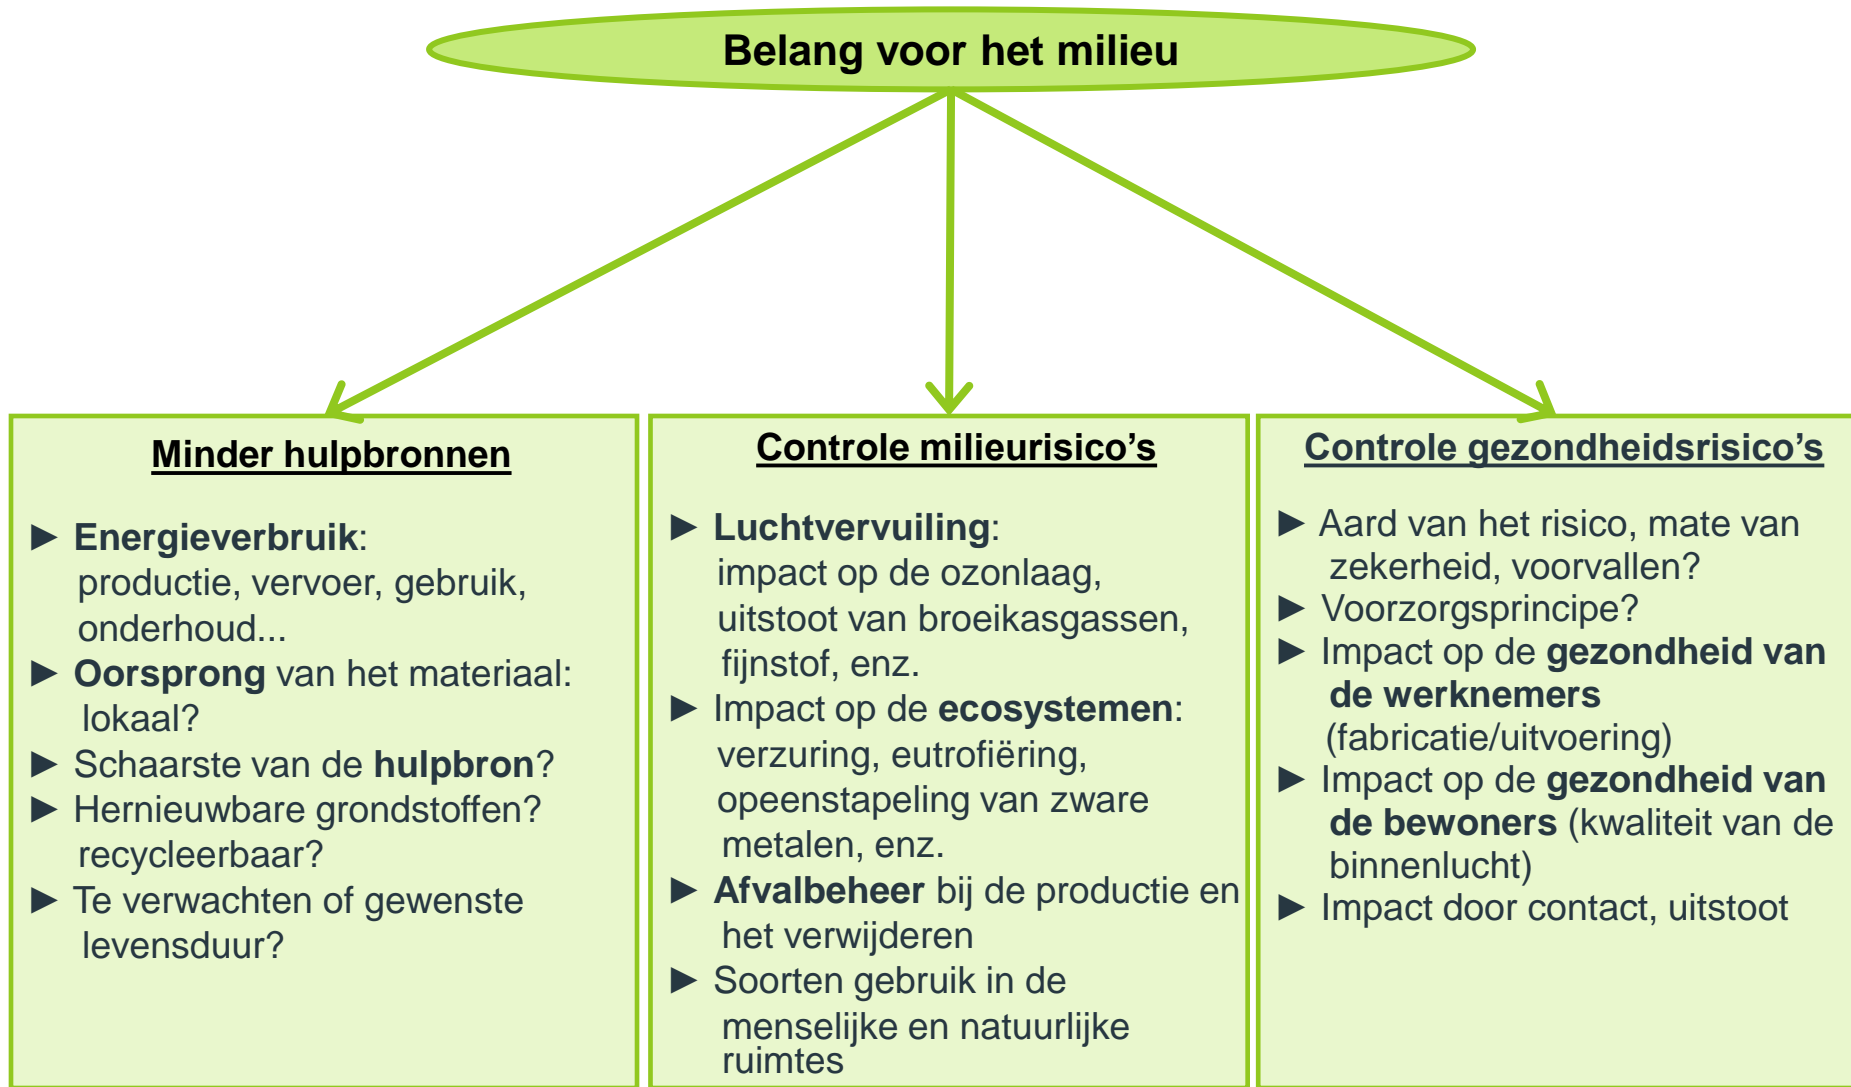 Belang voor het milieu
Minder hulpbronnen
► Energieverbruik:
productie, vervoer, gebruik,
onderhoud...
► Oorsprong van het materiaal:
lokaal?
► Schaarste van de hulpbron?
► Hernieuwbare grondstoffen?
recycleerbaar?
► Te verwachten of gewenste
levensduur?
Controle milieurisico’s
► Luchtvervuiling:
impact op de ozonlaag,
uitstoot van broeikasgassen,
fijnstof, enz.
► Impact op de ecosystemen:
verzuring, eutrofiëring,
opeenstapeling van zware
metalen, enz.
► Afvalbeheer bij de productie en
het verwijderen
► Soorten gebruik in de
menselijke en natuurlijke
ruimtes
Controle gezondheidsrisico’s
► Aard van het risico, mate van
zekerheid, voorvallen?
► Voorzorgsprincipe?
► Impact op de gezondheid van
de werknemers
(fabricatie/uitvoering)
► Impact op de gezondheid van
de bewoners (kwaliteit van de
binnenlucht)
► Impact door contact, uitstoot